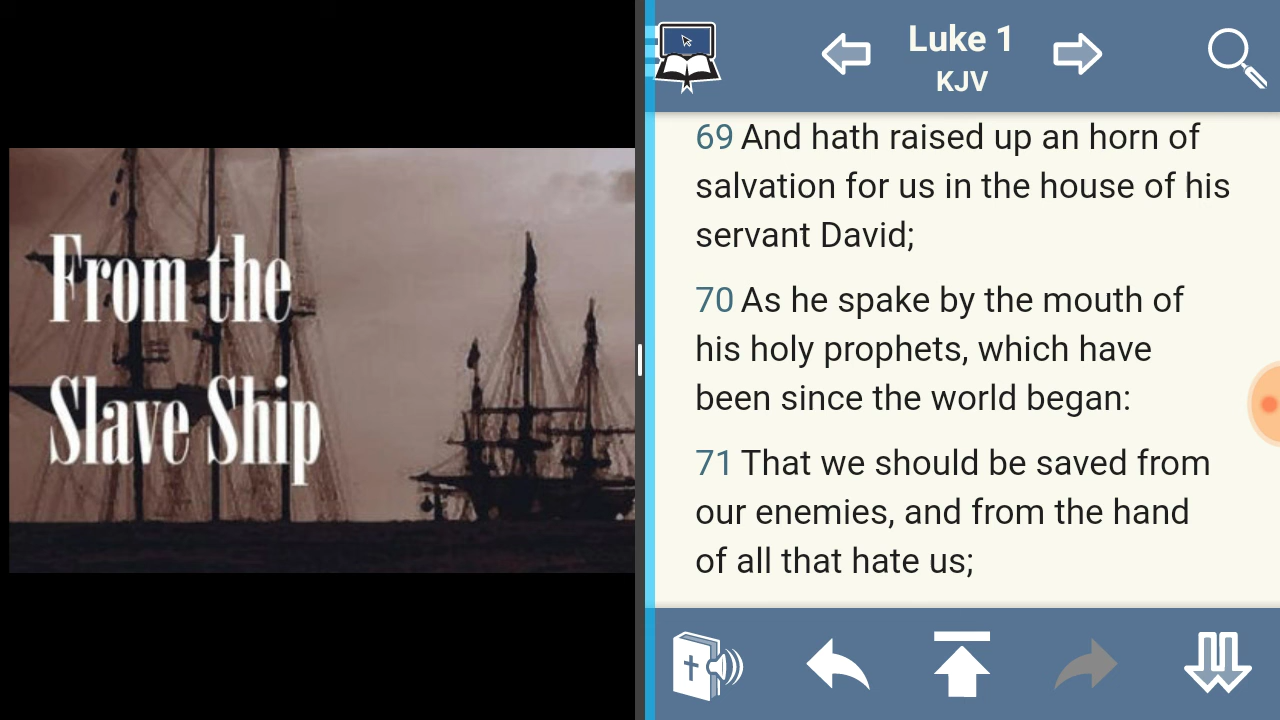 From the
Slave Ship
Luke 1
KJV
69 And hath raised up an horn of
salvation for us in the house of his
servant David;
70 As he spake by the mouth of
his holy prophets, which have
been since the world began:
71 That we should be saved from
our enemies, and from the hand
of all that hate us;